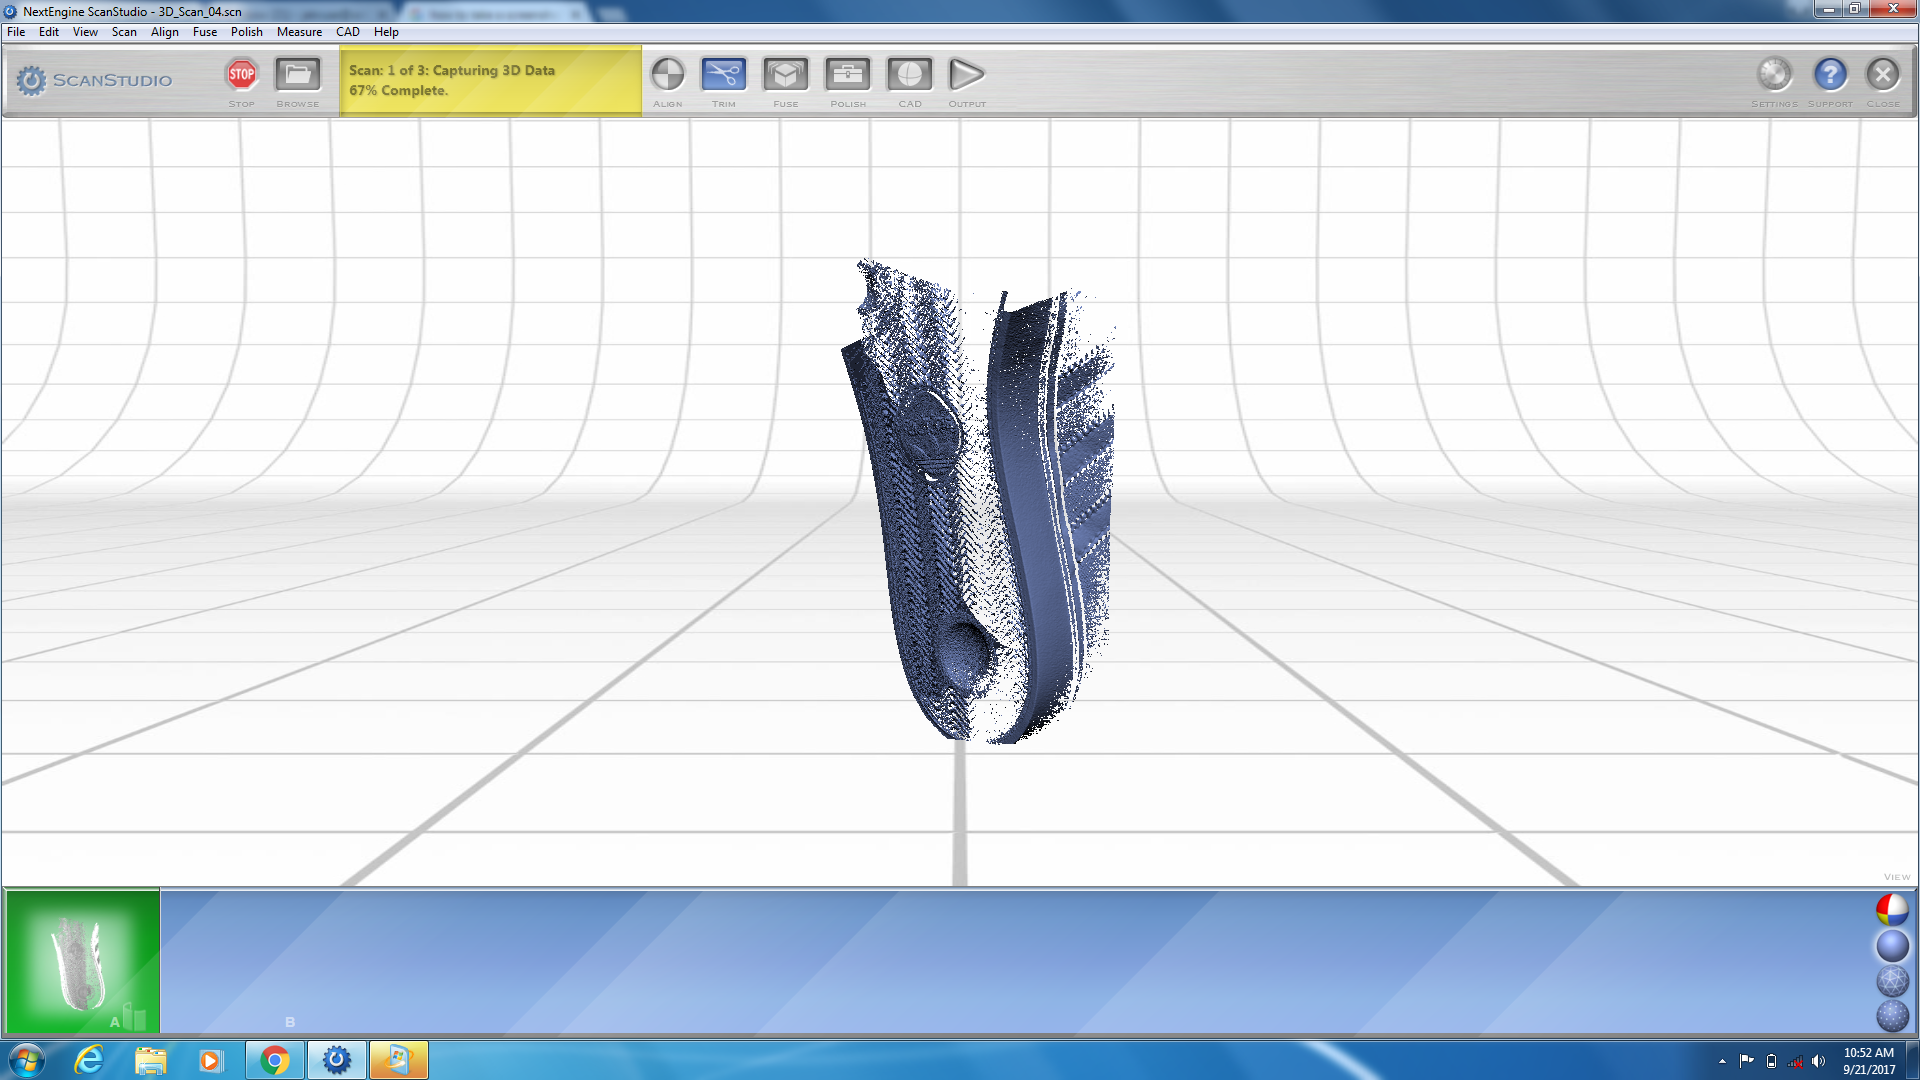 NextEngine ScanStudio - 3D_Scan_04.scn
File Edit View Scan Align Fuse Polish Measure CAD Help
SCANSTUDIO
STOP
STOP
BROWSE
Scan: 1 of 3: Capturing 3D Data
67% Complete.
ALIGN
TRIM
FUSE
POLISH
CAD
OUTPUT
SETTINGS
SUPPORT
CLOSE
VIEW
A
B
10:52 AM
9/21/2017